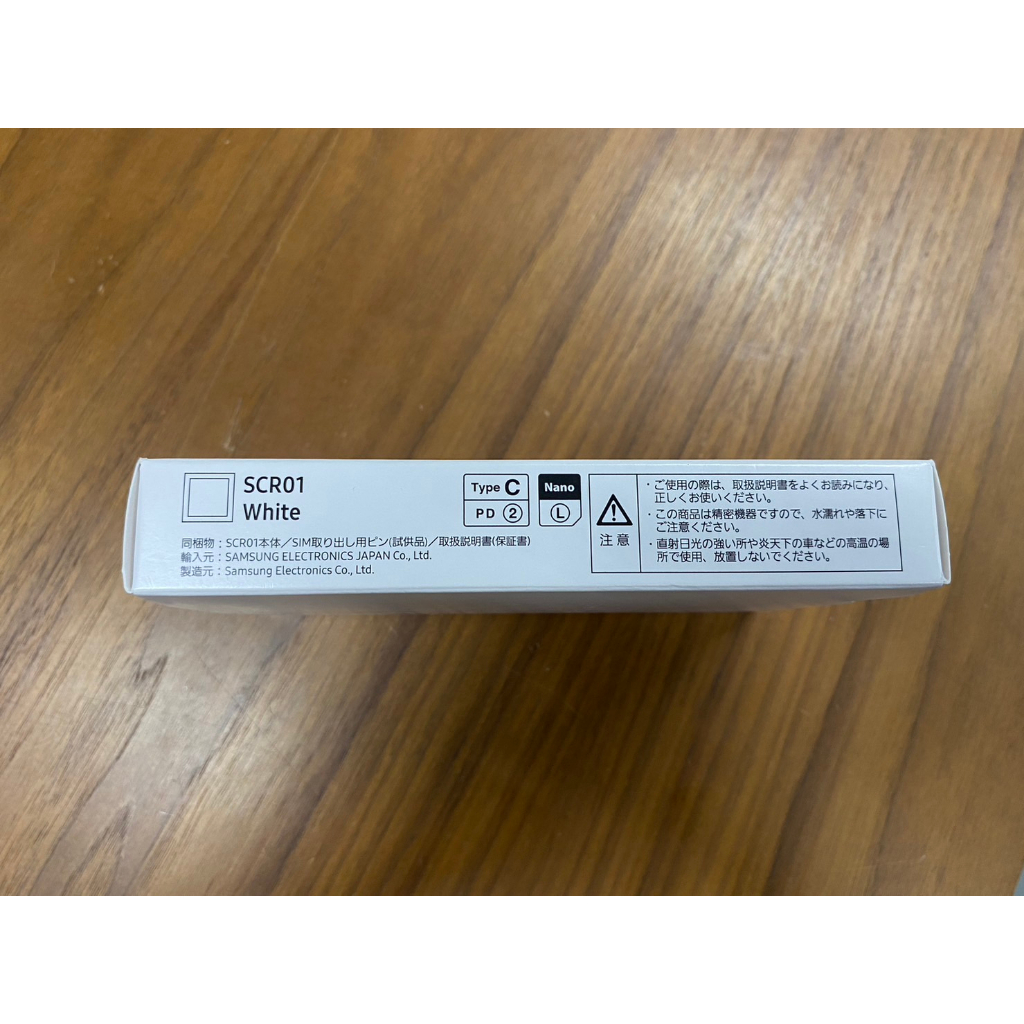 SCR01
White
Type C
PD ②
Nano
Ⓛ
同梱物：SCR01本体／SIM取り出し用ピン(試供品)／取扱説明書(保証書)
輸入元：SAMSUNG ELECTRONICS JAPAN Co., Ltd.
製造元：Samsung Electronics Co., Ltd.
注意
・ご使用の際は、取扱説明書をよくお読みになり、
正しくお使いください。
・この商品は精密機器ですので、水濡れや落下に
ご注意ください。
・直射日光の強い所や炎天下の車などの高温の場
所で使用、放置しないでください。